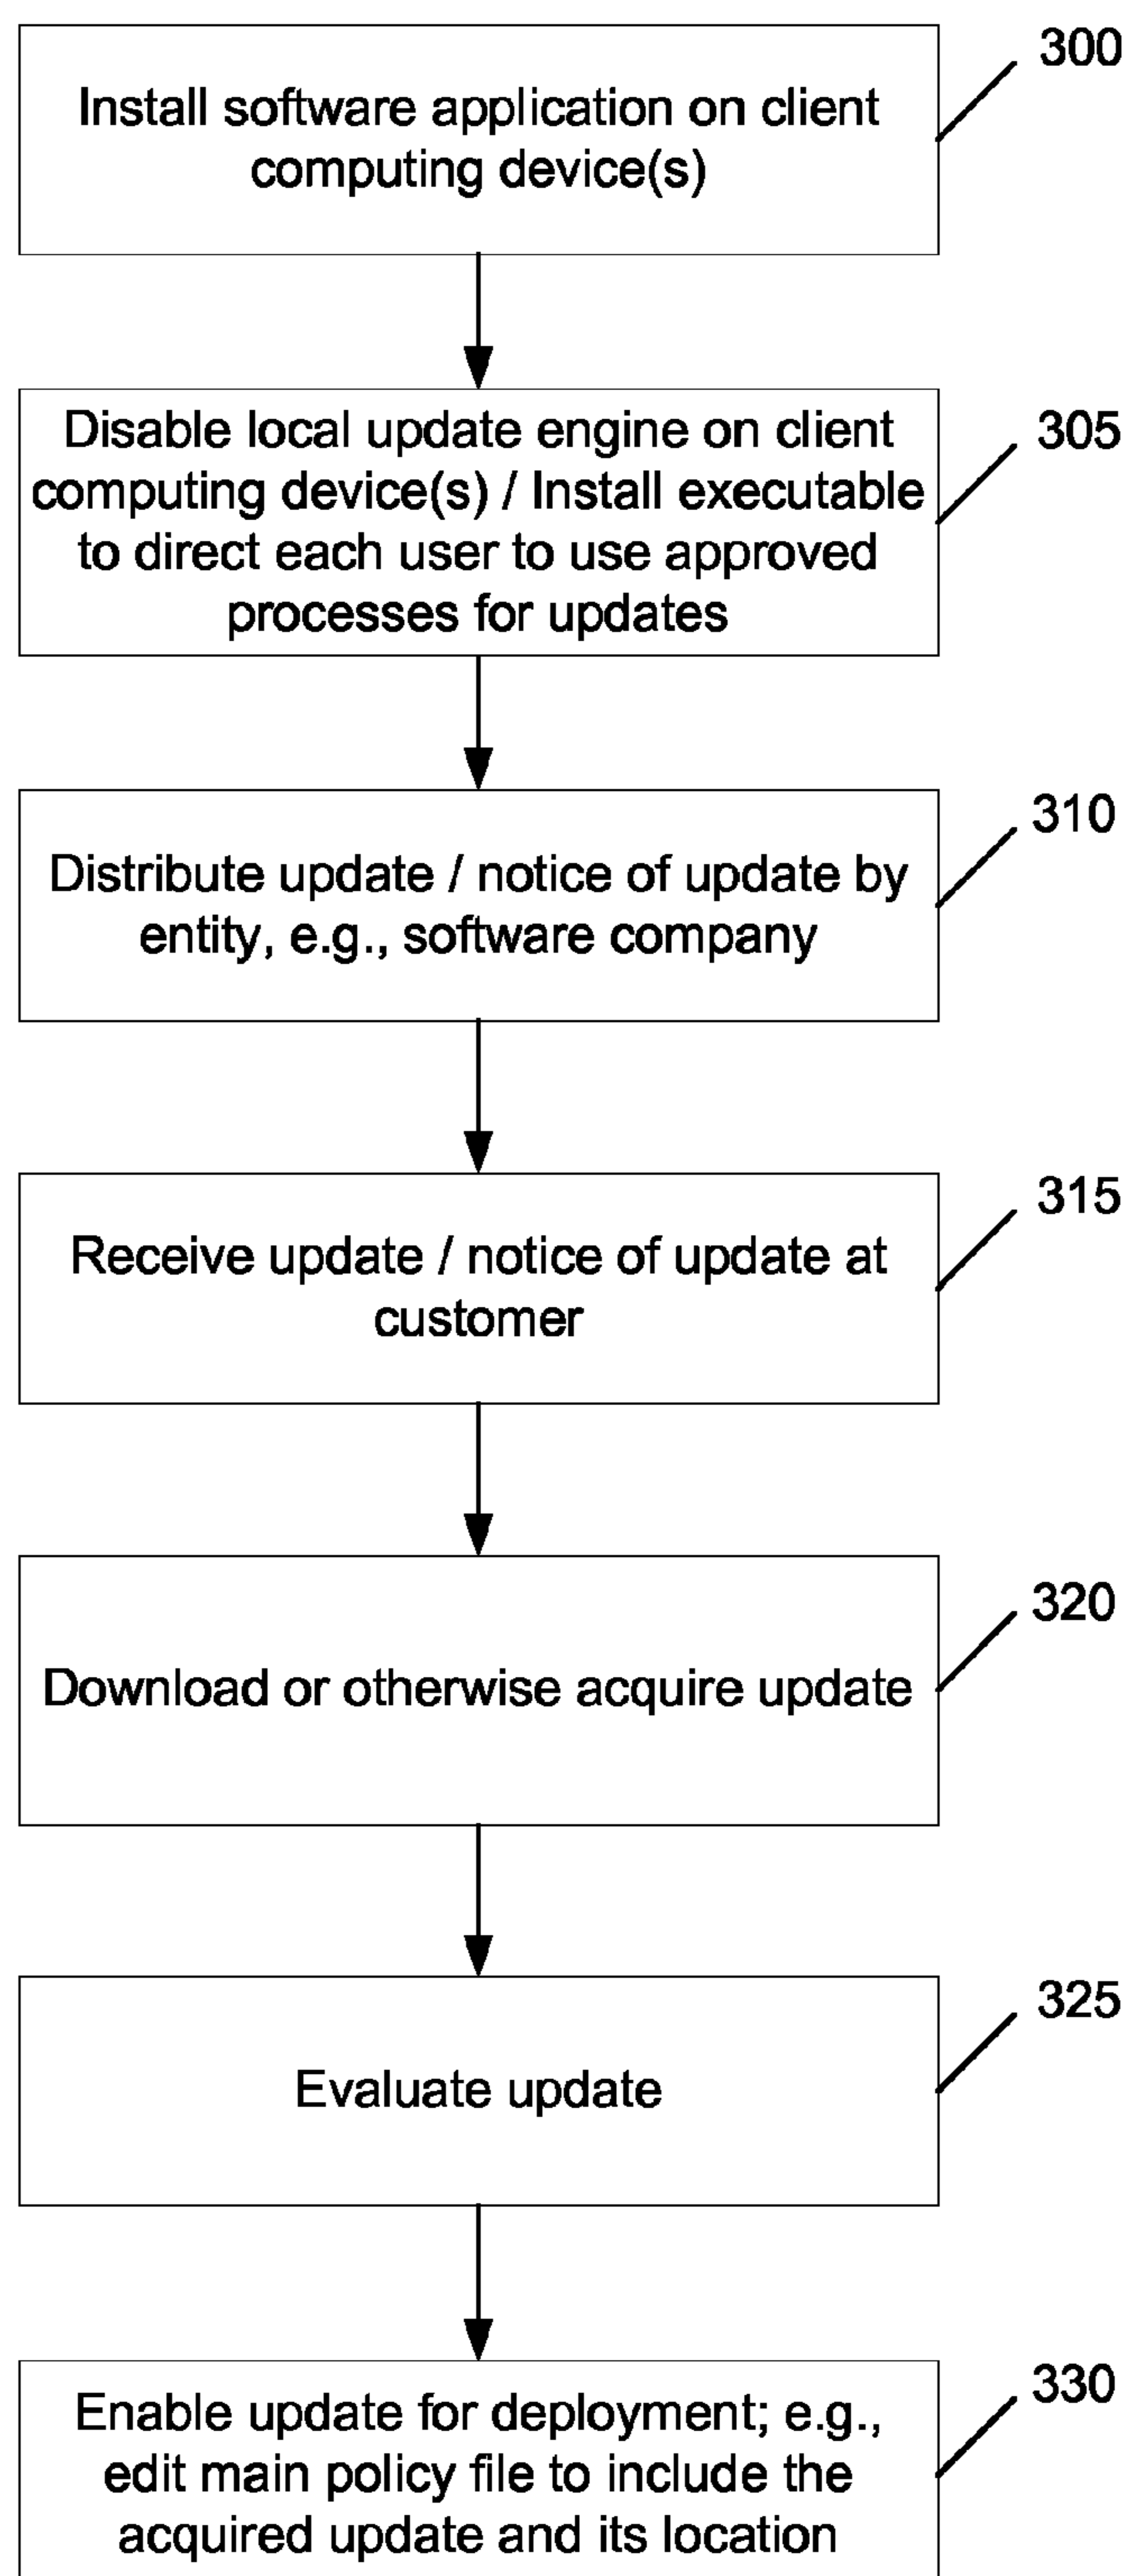 300
Install software application on client
computing device(s)
305
Disable local update engine on client
computing device(s) / Install executable
to direct each user to use approved
processes for updates
310
Distribute update / notice of update by
entity, e.g., software company
315
Receive update / notice of update at
customer
320
Download or otherwise acquire update
325
Evaluate update
330
Enable update for deployment; e.g.,
edit main policy file to include the
acquired update and its location